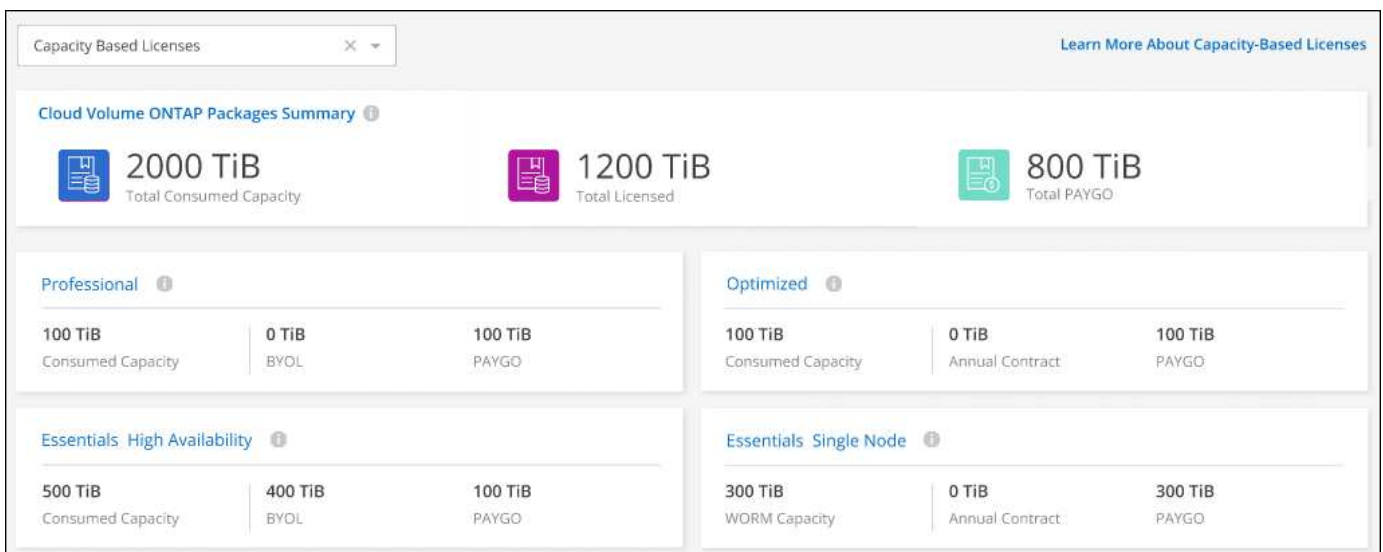 Capacity Based Licenses
Learn More About Capacity-Based Licenses
Cloud Volume ONTAP Packages Summary
2000 TiB
Total Consumed Capacity
1200 TiB
Total Licensed
800 TiB
Total PAYGO
Professional
100 TiB
Consumed Capacity
0 TiB
BYOL
100 TiB
PAYGO
Optimized
100 TiB
Consumed Capacity
0 TiB
Annual Contract
100 TiB
PAYGO
Essentials High Availability
500 TiB
Consumed Capacity
400 TiB
BYOL
100 TiB
PAYGO
Essentials Single Node
300 TiB
WORM Capacity
0 TiB
Annual Contract
300 TiB
PAYGO